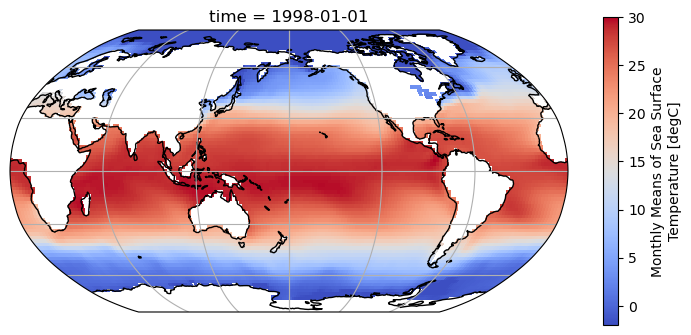 time = 1998-01-01
30
25
20
15
10
5
0
Monthly Means of Sea Surface
Temperature [degC]